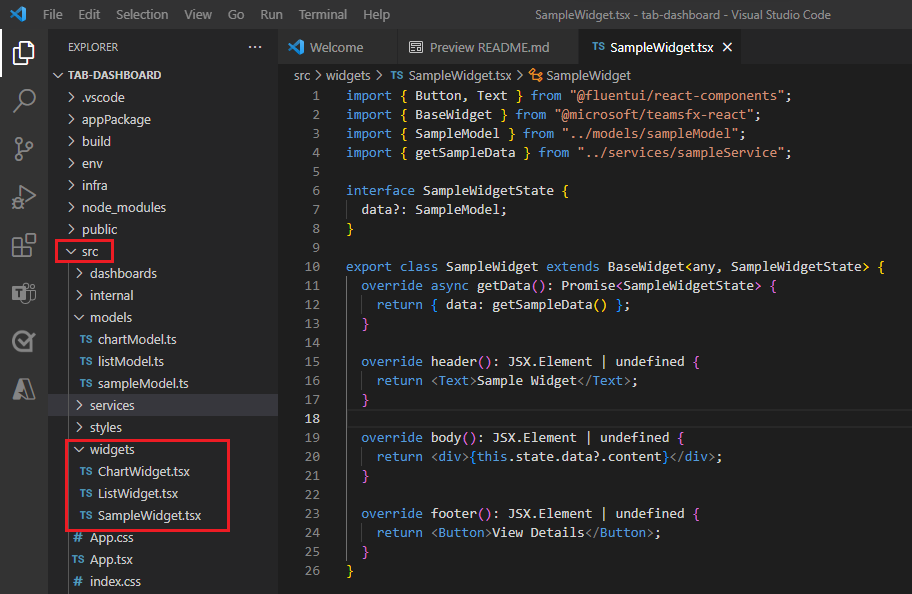 File Edit Selection View Go Run Terminal Help SampleWidget.tsx - tab-dashboard - Visual Studio Code
EXPLORER ...
TAB-DASHBOARD
.vscode
appPackage
build
env
infra
node_modules
public
src
dashboards
internal
models
TS chartModel.ts
TS listModel.ts
TS sampleModel.ts
services
styles
widgets
TS ChartWidget.tsx
TS ListWidget.tsx
TS SampleWidget.tsx
# App.css
TS App.tsx
# index.css
Welcome Preview README.md TS SampleWidget.tsx
src > widgets > TS SampleWidget.tsx > SampleWidget
1 import { Button, Text } from "@fluentui/react-components";
2 import { BaseWidget } from "@microsoft/teamsfx-react";
3 import { SampleModel } from "../models/sampleModel";
4 import { getSampleData } from "../services/sampleService";
5
6 interface SampleWidgetState {
7 data?: SampleModel;
8 }
9
10 export class SampleWidget extends BaseWidget<any, SampleWidgetState> {
11 override async getData(): Promise<SampleWidgetState> {
12 return { data: getSampleData() };
13 }
14
15 override header(): JSX.Element | undefined {
16 return <Text>Sample Widget</Text>;
17 }
18
19 override body(): JSX.Element | undefined {
20 return <div>{this.state.data?.content}</div>;
21 }
22
23 override footer(): JSX.Element | undefined {
24 return <Button>View Details</Button>;
25 }
26 }